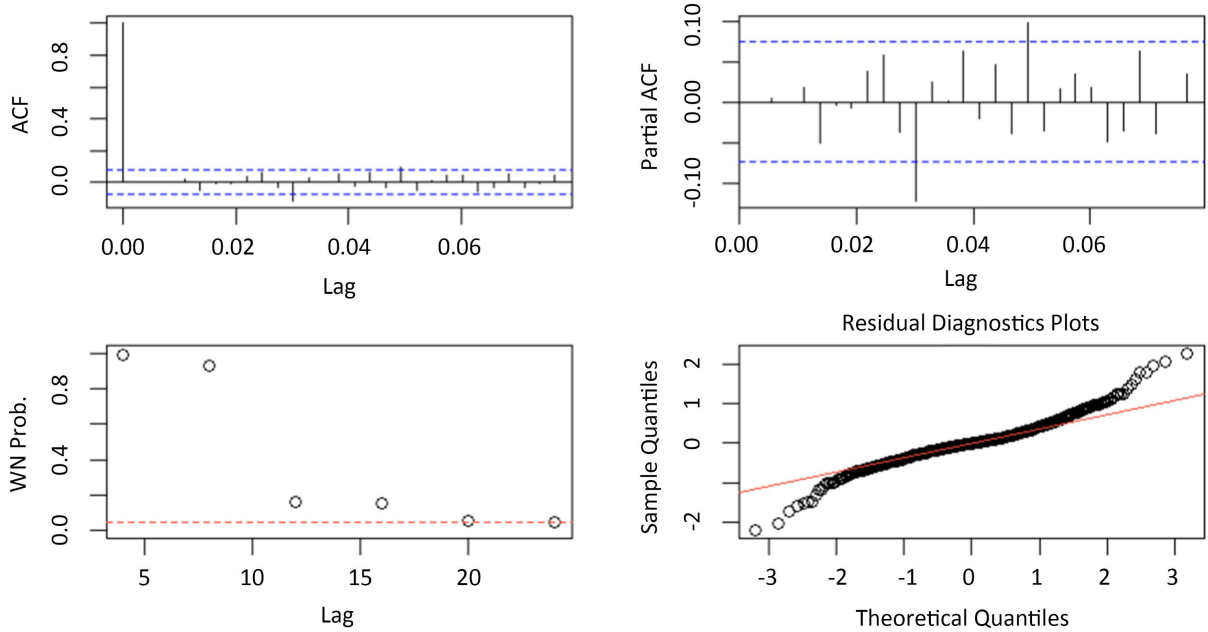 ACF
0.0 0.4 0.8
0.00 0.02 0.04 0.06
Lag
Partial ACF
-0.10 0.00 0.10
0.00 0.02 0.04 0.06
Lag
WN Prob.
0.0 0.4 0.8
5 10 15 20
Lag
Residual Diagnostics Plots
Sample Quantiles
-2 0 1 2
-3 -2 -1 0 1 2 3
Theoretical Quantiles